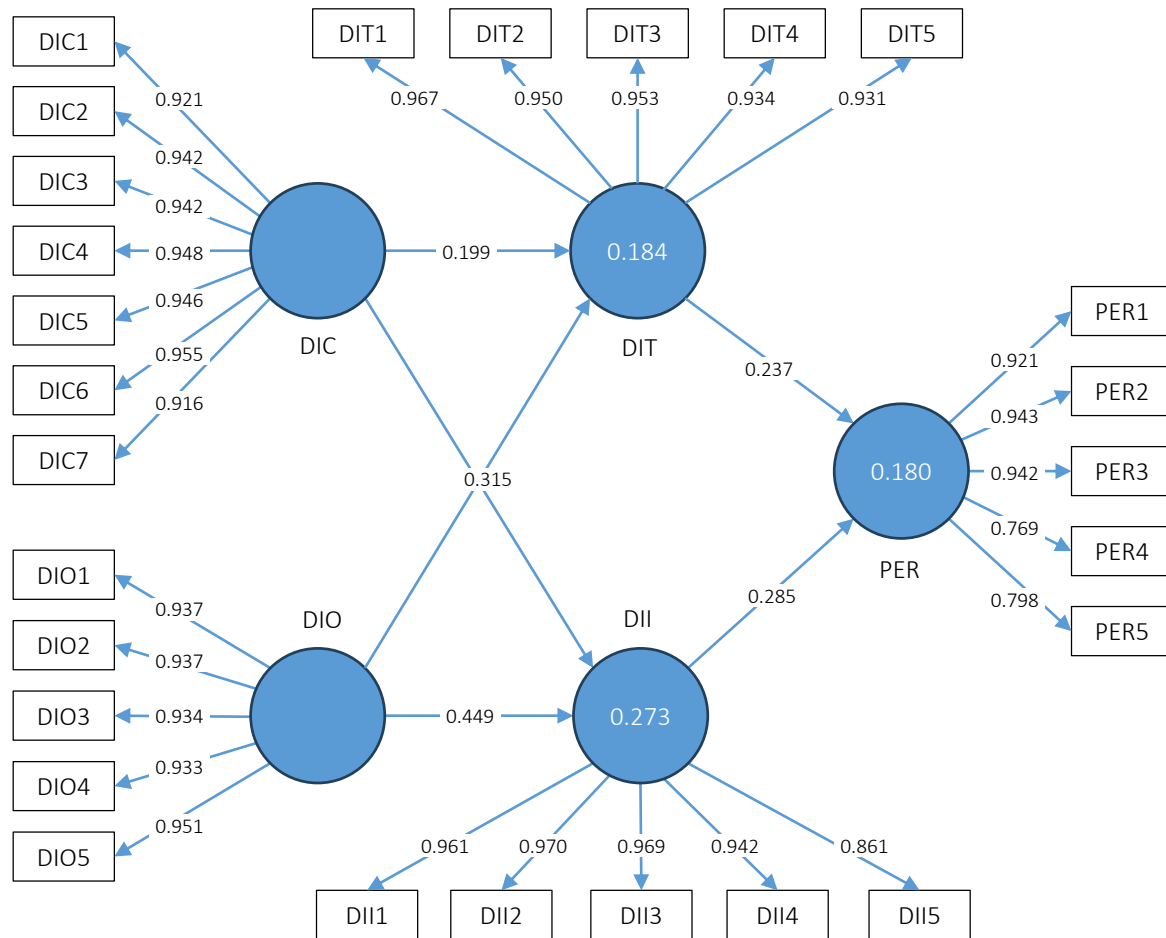 DIC1
DIC2
DIC3
DIC4
DIC5
DIC6
DIC7
0.921
0.942
0.942
0.948
0.946
0.955
0.916
DIC
DIT1
DIT2
DIT3
DIT4
DIT5
0.967
0.950
0.953
0.934
0.931
0.184
DIT
0.199
0.315
0.237
DIO1
DIO2
DIO3
DIO4
DIO5
0.937
0.937
0.934
0.933
0.951
DIO
0.449
DII
0.273
0.285
0.961
0.970
0.969
0.942
0.861
DII1
DII2
DII3
DII4
DII5
0.180
PER
0.921
0.943
0.942
0.769
0.798
PER1
PER2
PER3
PER4
PER5